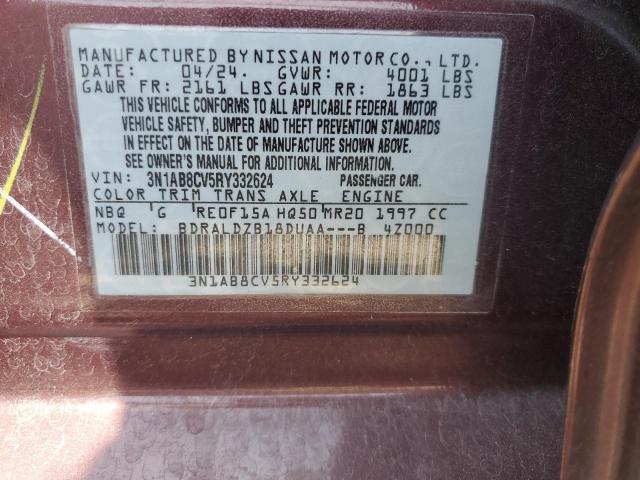 MANUFACTURED BY NISSAN MOTOR CO., LTD.
DATE: 04/24. GVWR: 4001 LBS
GAWR FR: 2161 LBS GAWR RR: 1863 LBS
THIS VEHICLE CONFORMS TO ALL APPLICABLE FEDERAL MOTOR
VEHICLE SAFETY, BUMPER AND THEFT PREVENTION STANDARDS
IN EFFECT ON THE DATE OF MANUFACTURE SHOWN ABOVE.
SEE OWNER'S MANUAL FOR ADDITIONAL INFORMATION.
VIN: 3N1AB8CV5RY332624 PASSENGER CAR.
COLOR TRIM TRANS AXLE ENGINE
NBQ G RE0F15A HQ50 MR20 1997 CC
MODEL: BDRALDZB18DUAA---B 4Z000
3N1AB8CV5RY332624